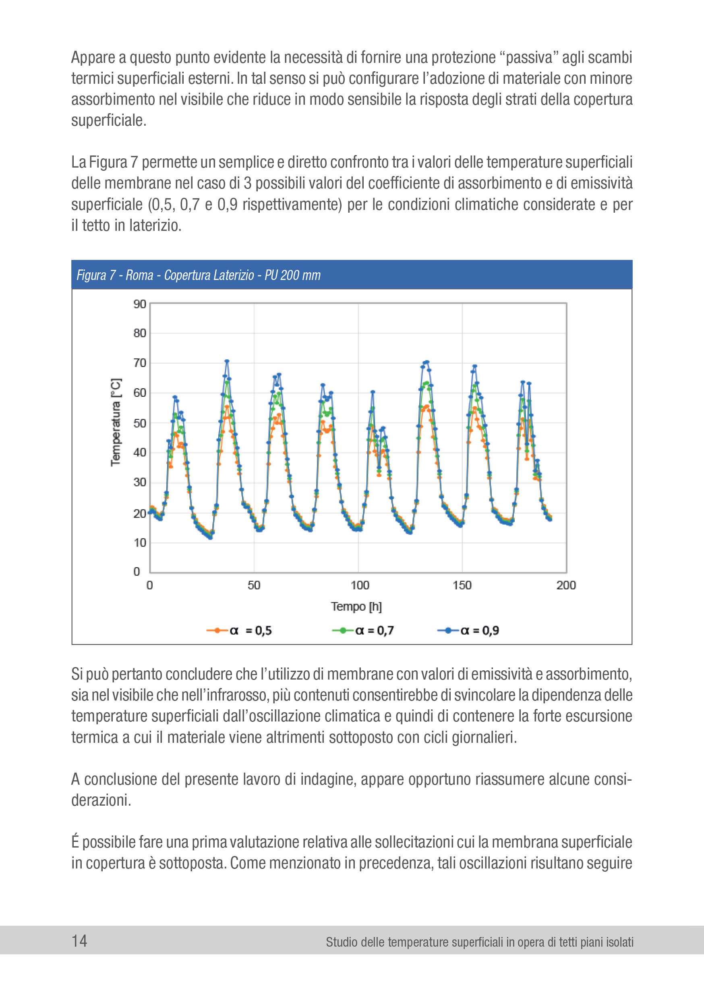 Appare a questo punto evidente la necessità di fornire una protezione “passiva” agli scambi
termici superficiali esterni. In tal senso si può configurare l’adozione di materiale con minore
assorbimento nel visibile che riduce in modo sensibile la risposta degli strati della copertura
superficiale.
La Figura 7 permette un semplice e diretto confronto tra i valori delle temperature superficiali
delle membrane nel caso di 3 possibili valori del coefficiente di assorbimento e di emissività
superficiale (0,5, 0,7 e 0,9 rispettivamente) per le condizioni climatiche considerate e per
il tetto in laterizio.
Figura 7 - Roma - Copertura Laterizio - PU 200 mm
90
80
70
60
50
40
30
20
10
0
Temperatura [°C]
0 50 100 150 200
Tempo [h]
α = 0,5 α = 0,7 α = 0,9
Si può pertanto concludere che l’utilizzo di membrane con valori di emissività e assorbimento,
sia nel visibile che nell’infrarosso, più contenuti consentirebbe di svincolare la dipendenza delle
temperature superficiali dall’oscillazione climatica e quindi di contenere la forte escursione
termica a cui il materiale viene altrimenti sottoposto con cicli giornalieri.
A conclusione del presente lavoro di indagine, appare opportuno riassumere alcune consi-
derazioni.
É possibile fare una prima valutazione relativa alle sollecitazioni cui la membrana superficiale
in copertura è sottoposta. Come menzionato in precedenza, tali oscillazioni risultano seguire
14 Studio delle temperature superficiali in opera di tetti piani isolati